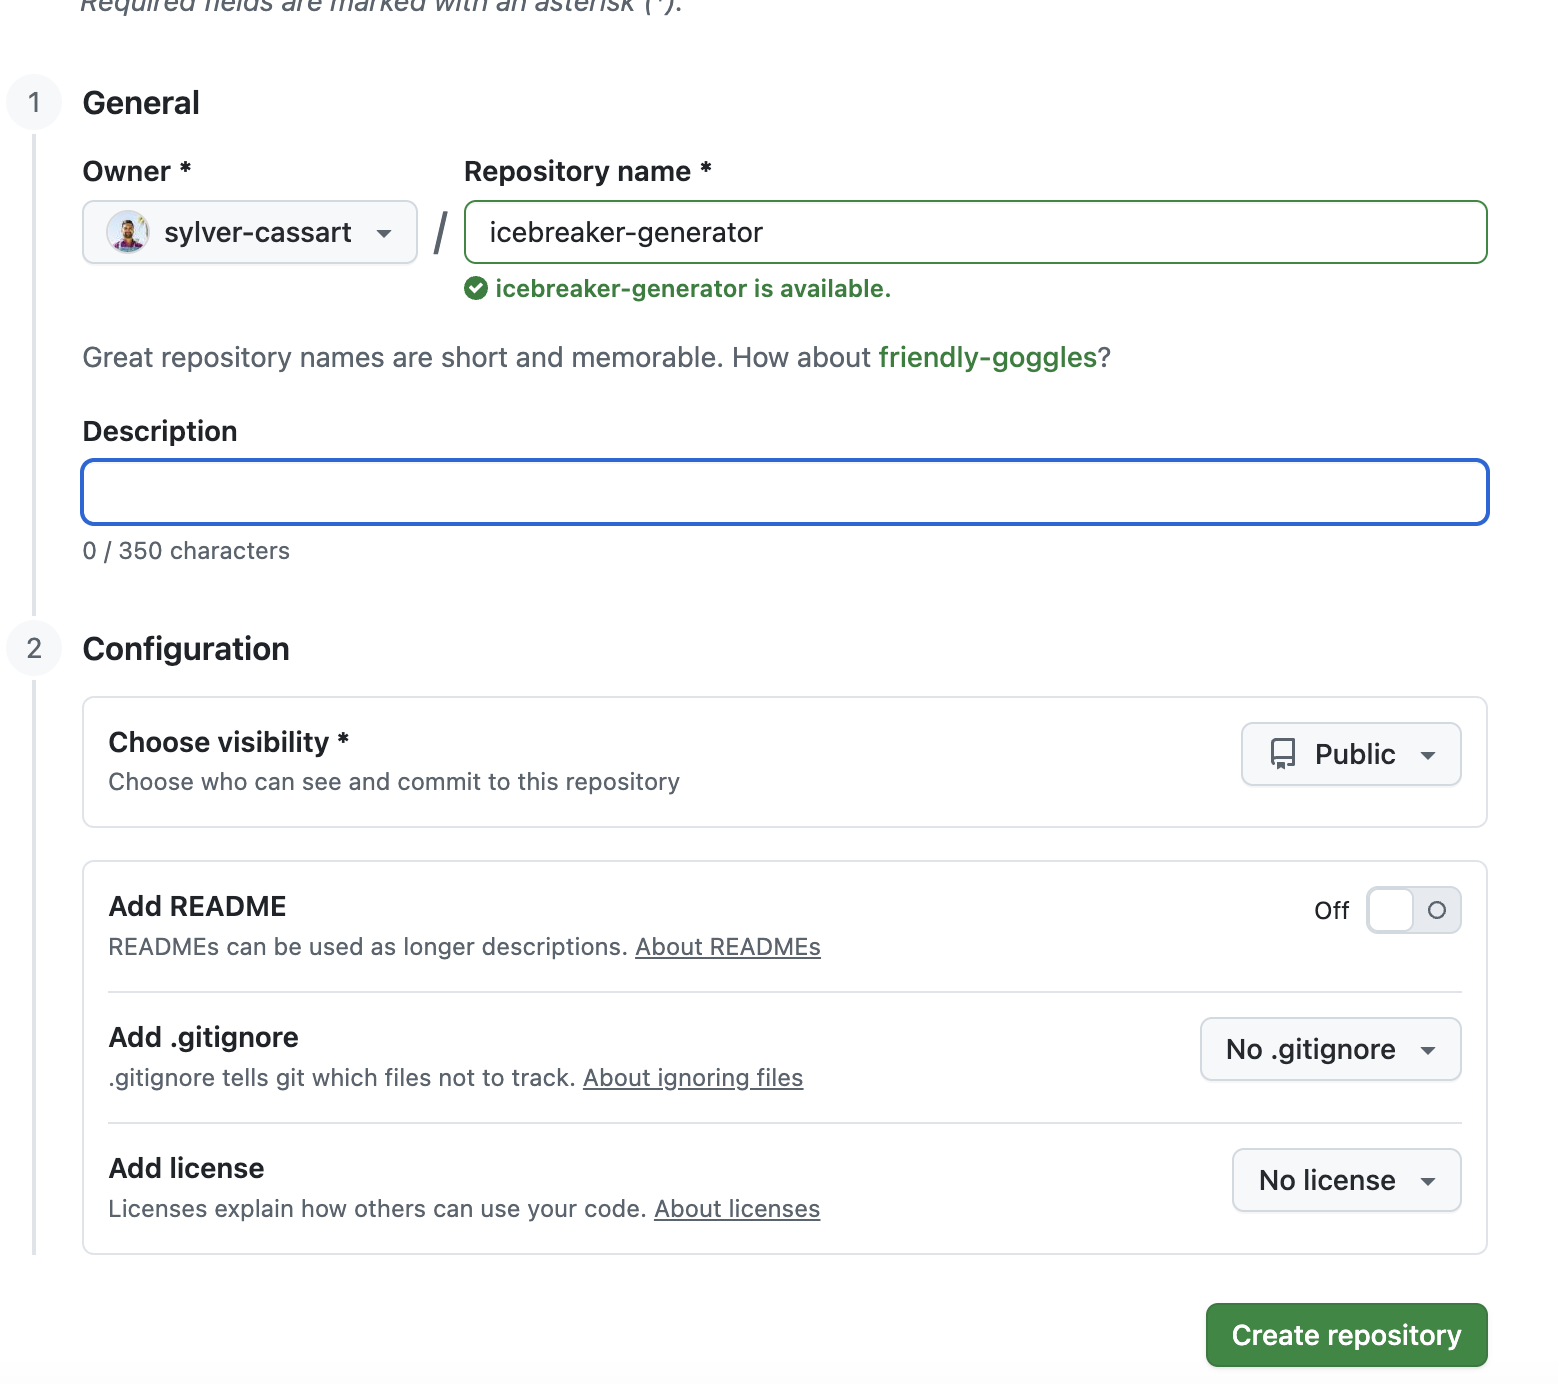 Required fields are marked with an asterisk (*).
1
General
Owner *
Repository name *
sylver-cassart
/
icebreaker-generator
icebreaker-generator is available.
Great repository names are short and memorable. How about friendly-goggles?
Description
0 / 350 characters
2
Configuration
Choose visibility *
Choose who can see and commit to this repository
Public
Add README
READMEs can be used as longer descriptions. About READMEs
Off
Add .gitignore
.gitignore tells git which files not to track. About ignoring files
No .gitignore
Add license
Licenses explain how others can use your code. About licenses
No license
Create repository